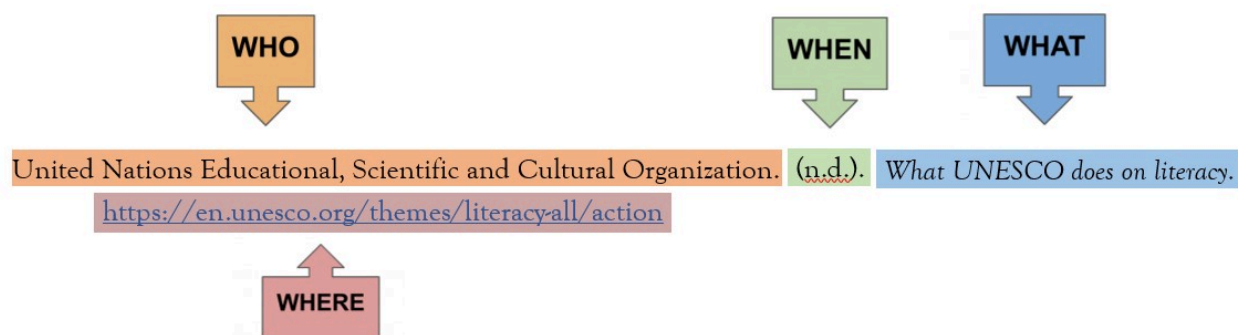 WHO
WHEN
WHAT
United Nations Educational, Scientific and Cultural Organization. (n.d.). What UNESCO does on literacy.
https://en.unesco.org/themes/literacy-all/action
WHERE